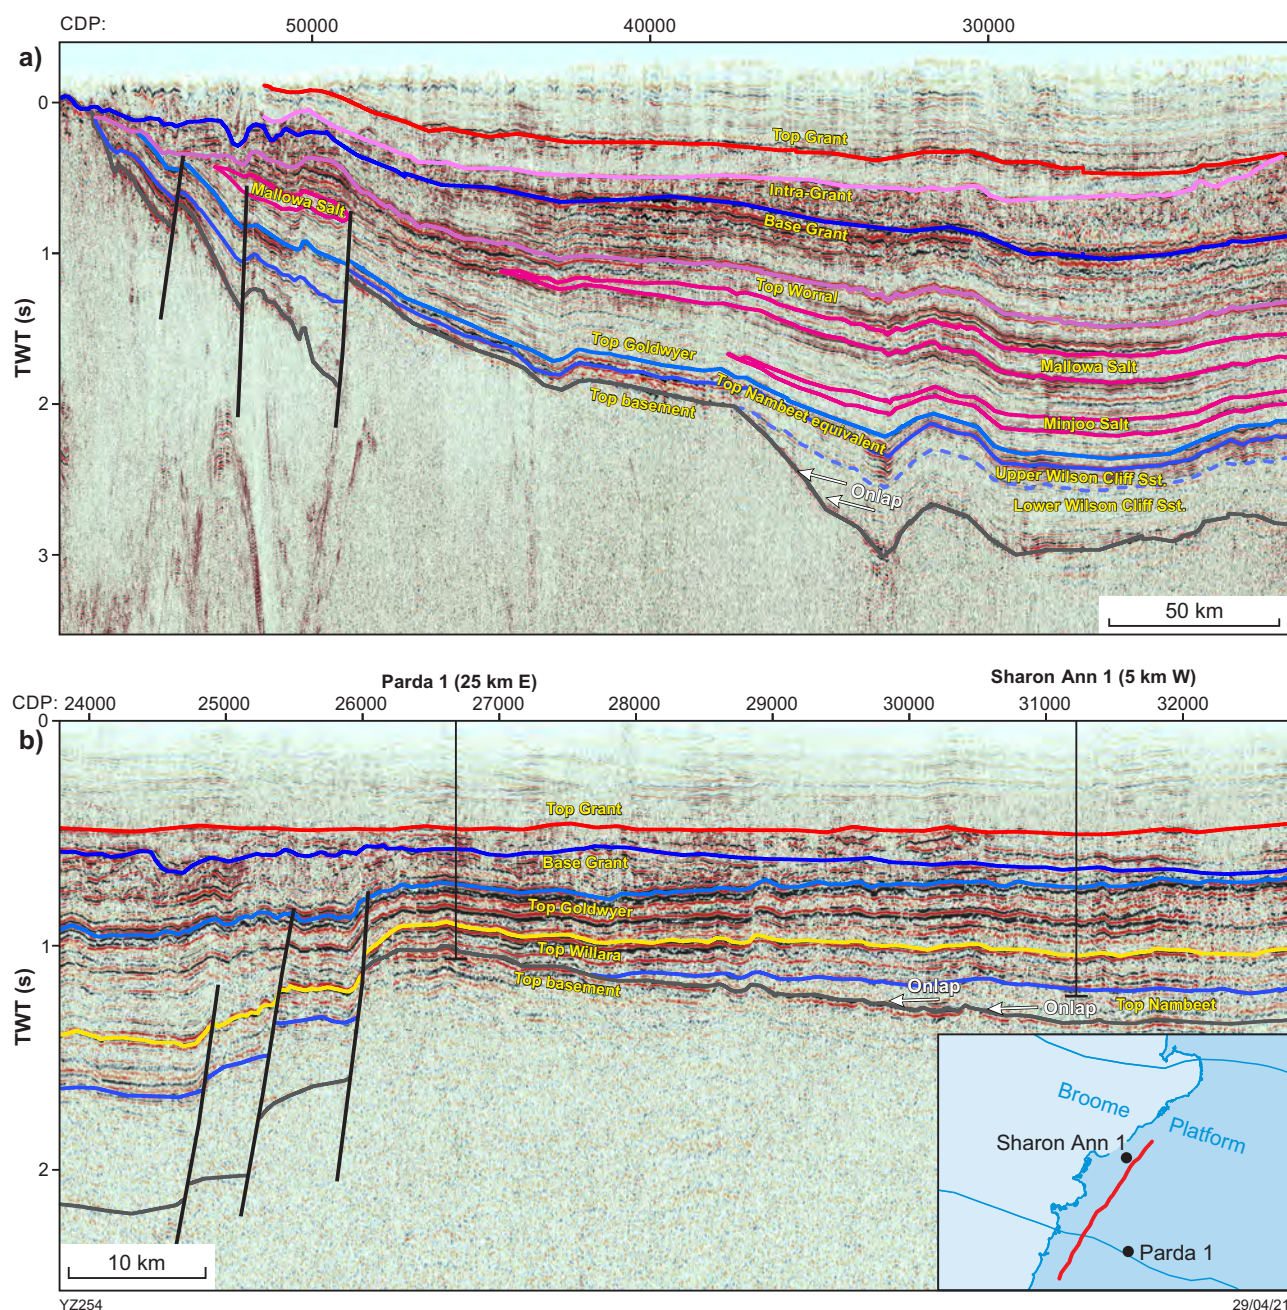 CDP: 50000 40000 30000
a)
0
Top Grant
Intra-Grant
Mallowa Salt
Base Grant
1
Top Worral
TWT (s)
Top Goldwyer
Mallowa Salt
Top Nambeet equivalent
2
Top basement
Minjoo Salt
Upper Wilson Cliff Sst.
Onlap
Lower Wilson Cliff Sst.
3
50 km
Parda 1 (25 km E) Sharon Ann 1 (5 km W)
CDP: 24000 25000 26000 27000 28000 29000 30000 31000 32000
0
b)
Top Grant
Base Grant
Top Goldwyer
1
Top Willara
Top basement
Onlap
Onlap
Top Nambeet
TWT (s)
2
10 km
Broome Platform
Sharon Ann 1
Parda 1
YZ254 29/04/21